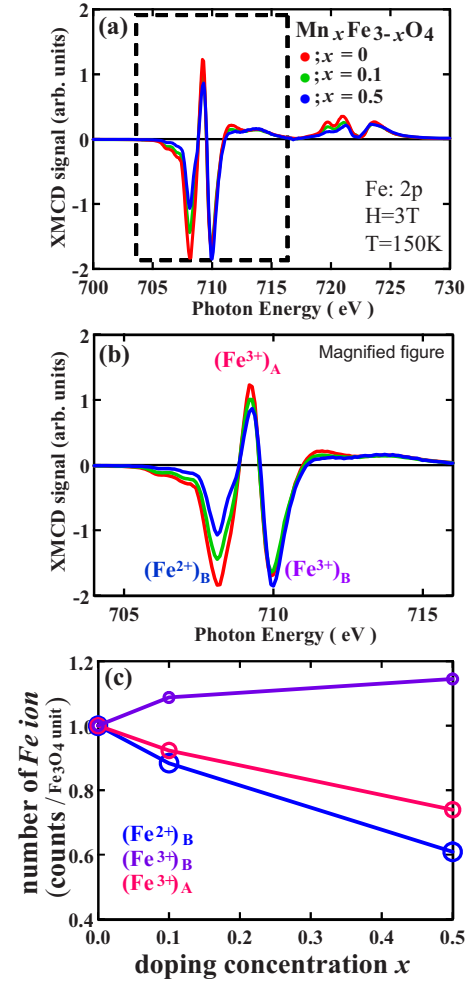 (a)
MnxFe3-xO4
;x = 0
;x = 0.1
;x = 0.5
Fe: 2p
H=3T
T=150K
XMCD signal (arb. units)
2
1
0
-1
-2
700
705
710
715
720
725
730
Photon Energy ( eV )
(b)
(Fe3+)A
Magnified figure
(Fe2+)B
(Fe3+)B
XMCD signal (arb. units)
2
1
0
-1
-2
705
710
715
Photon Energy ( eV )
(c)
1.2
1.0
0.8
0.6
0.4
number of Fe ion
(counts / Fe3O4 unit)
(Fe2+)B
(Fe3+)B
(Fe3+)A
0.0
0.1
0.2
0.3
0.4
0.5
doping concentration x